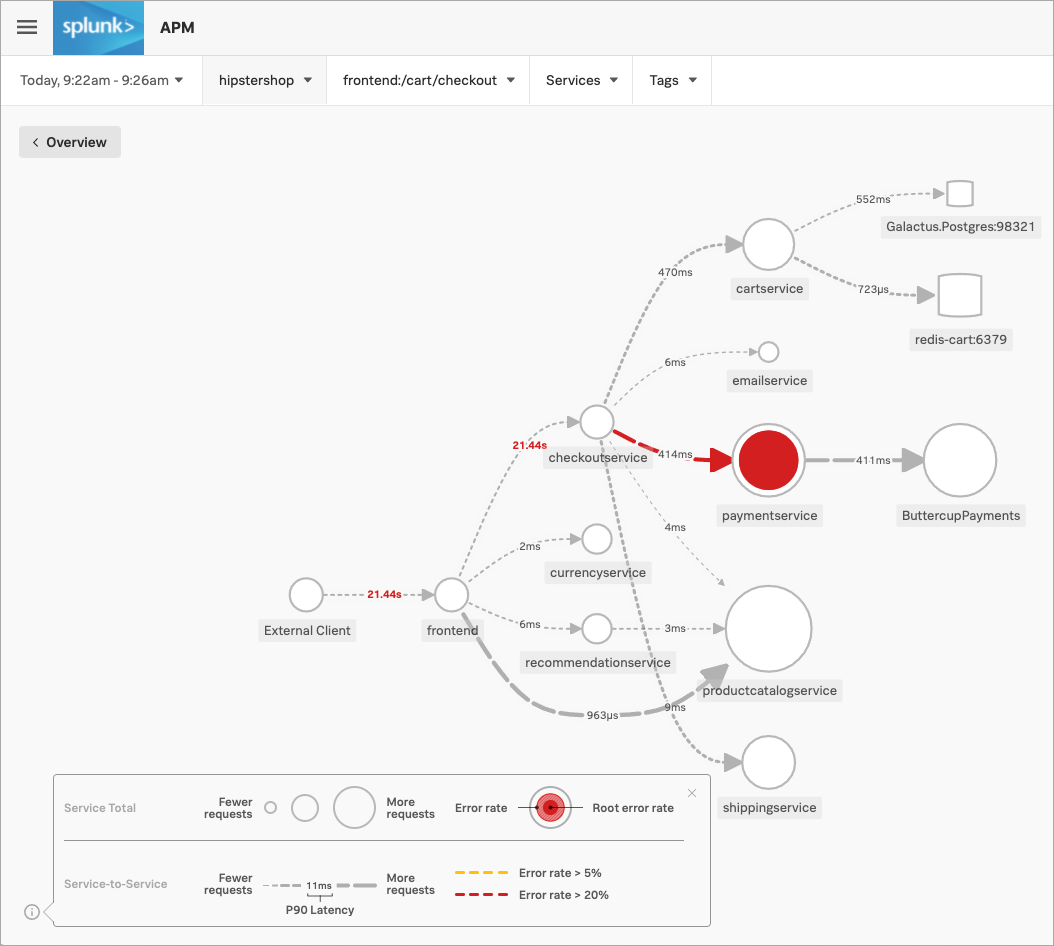 splunk>
APM
Today, 9:22am - 9:26am
hipstershop
frontend:/cart/checkout
Services
Tags
Overview
552ms
Galactus.Postgres:98321
470ms
cartservice
723µs
redis-cart:6379
6ms
emailservice
21.44s
checkoutservice
414ms
411ms
paymentservice
ButtercupPayments
4ms
2ms
currencyservice
21.44s
External Client
frontend
6ms
3ms
recommendationservice
productcatalogservice
963µs
9ms
shippingservice
Service Total
Fewer
requests
More
requests
Error rate
Root error rate
Service-to-Service
Fewer
requests
11ms
P90 Latency
More
requests
Error rate > 5%
Error rate > 20%